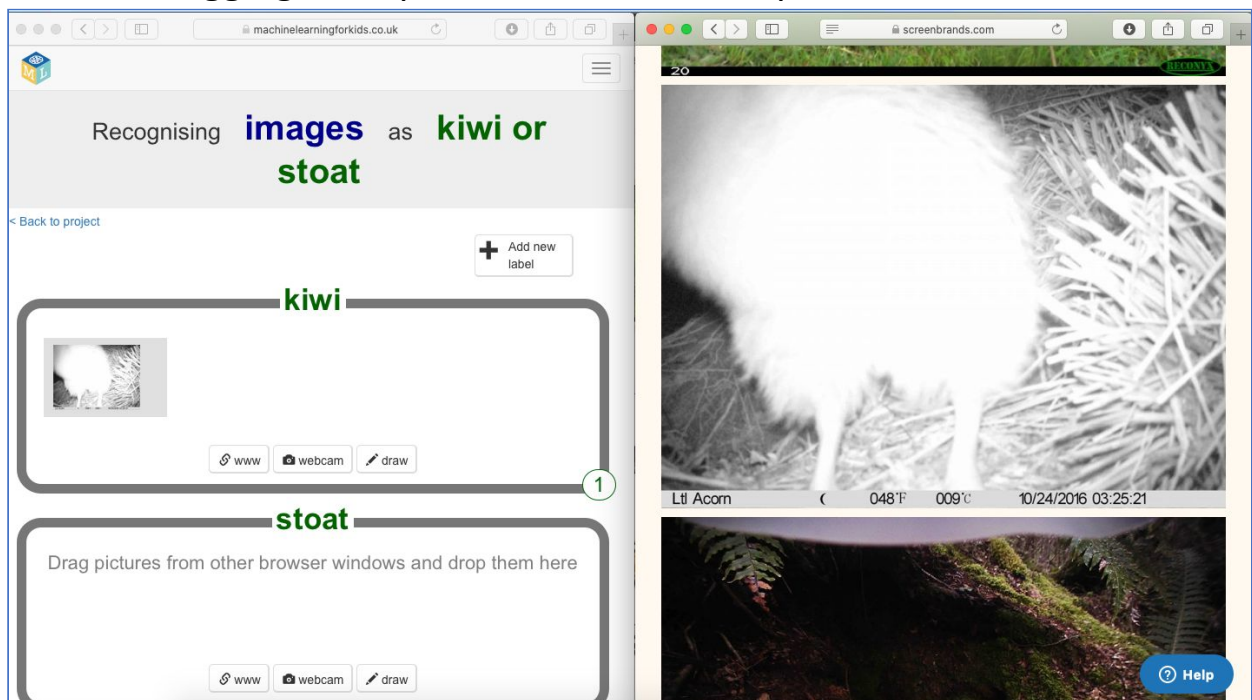 machinelearningforkids.co.uk
ML
Recognising images as kiwi or
stoat
< Back to project
Add new
label
kiwi
www webcam draw
1
stoat
Drag pictures from other browser windows and drop them here
www webcam draw
screenbrands.com
20 RECONYX
Ltl Acorn 048°F 009°C 10/24/2016 03:25:21
Help